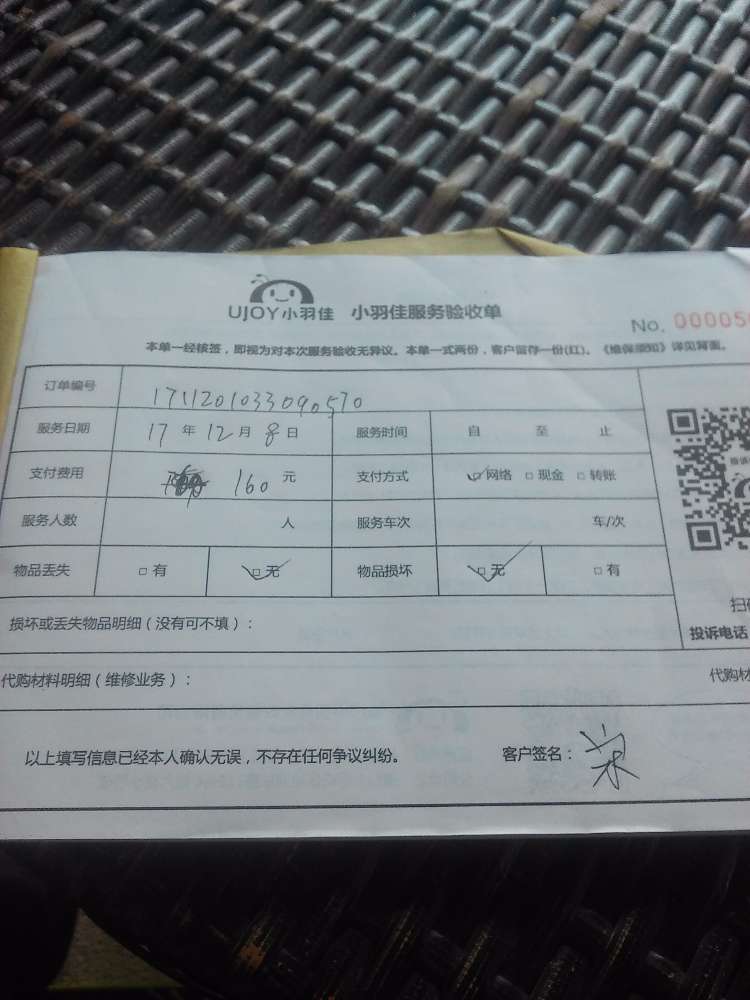 UJOY小羽佳 小羽佳服务验收单
No. 000050
本单一经核签，即视为对本次服务验收无异议。本单一式两份，客户留存一份(红)。《维保须知》详见背面。
订单编号 1711201033090570
服务日期 17 年 12 月 8 日 服务时间 自 至 止
支付费用 160 元 支付方式 ☑网络 □现金 □转账
服务人数 人 服务车次 车/次
物品丢失 □有 ☑无 物品损坏 ☑无 □有
扫
损坏或丢失物品明细（没有可不填）：
投诉电话
代购材料明细（维修业务）： 代购材
以上填写信息已经本人确认无误，不存在任何争议纠纷。 客户签名：